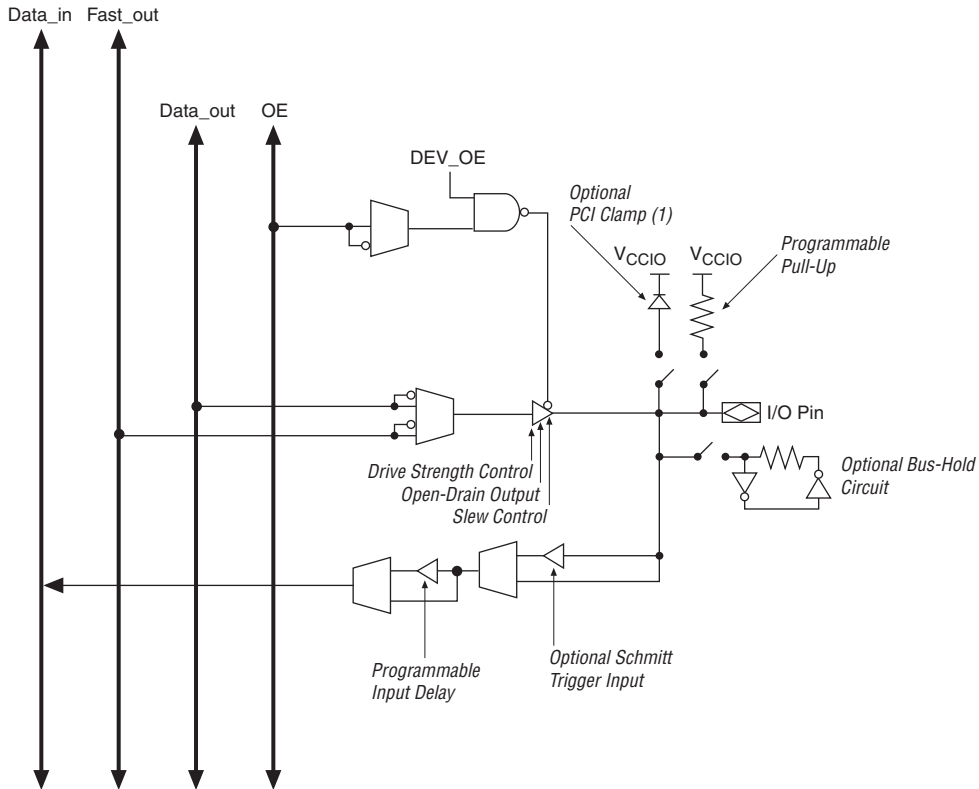 Data_in Fast_out
Data_out OE
DEV_OE
Optional
PCI Clamp (1)
VCCIO VCCIO
Programmable
Pull-Up
I/O Pin
Drive Strength Control
Open-Drain Output
Slew Control
Optional Bus-Hold
Circuit
Programmable
Input Delay
Optional Schmitt
Trigger Input